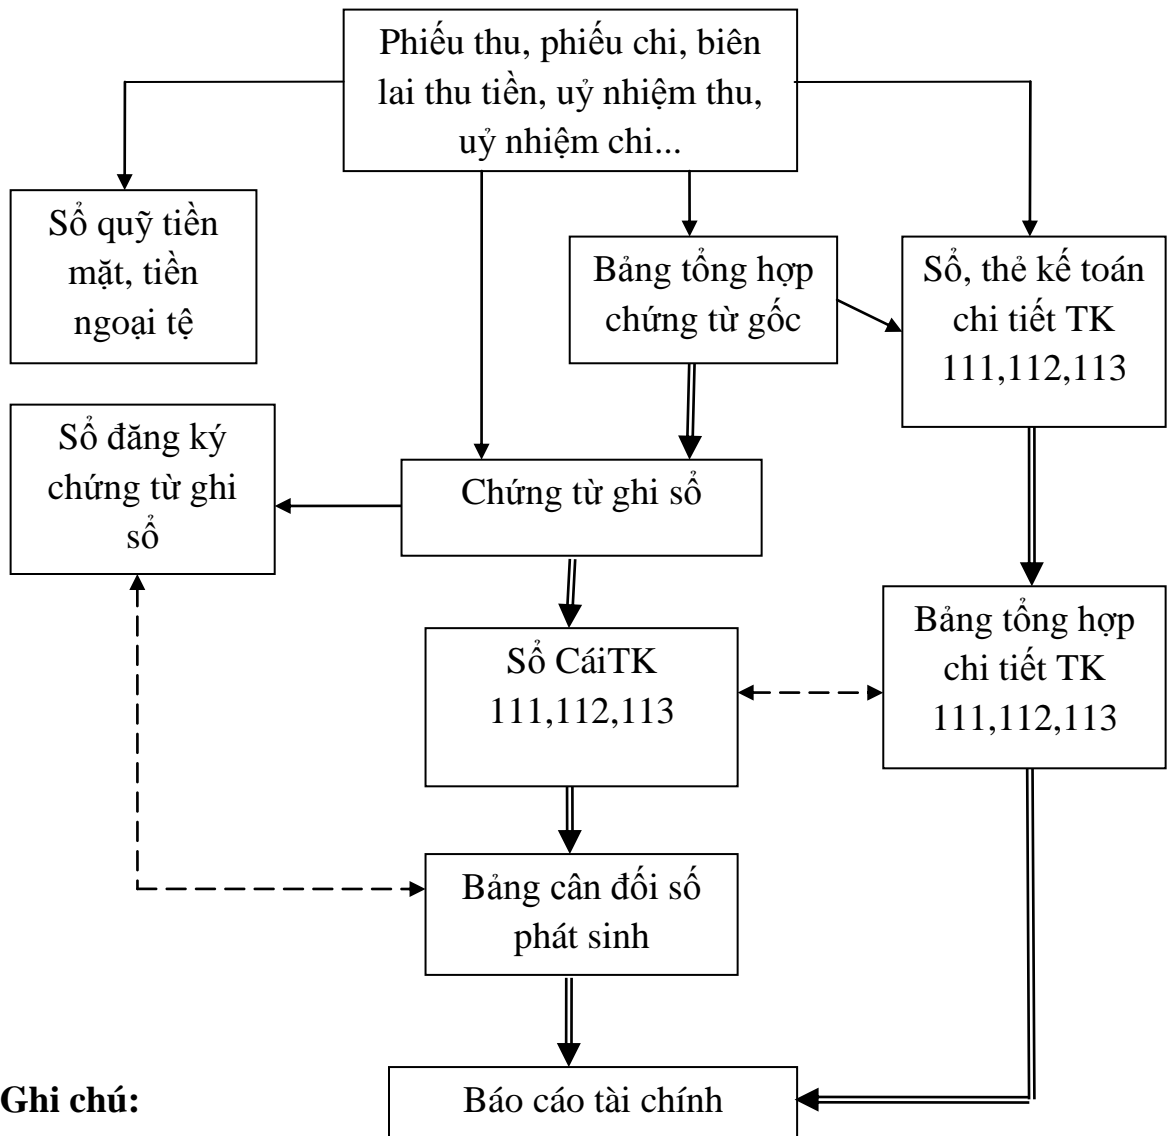 Phiếu thu, phiếu chi, biên
lai thu tiền, uỷ nhiệm thu,
uỷ nhiệm chi...
Sổ quỹ tiền
mặt, tiền
ngoại tệ
Bảng tổng hợp
chứng từ gốc
Sổ, thẻ kế toán
chi tiết TK
111,112,113
Sổ đăng ký
chứng từ ghi
sổ
Chứng từ ghi sổ
Sổ CáiTK
111,112,113
Bảng tổng hợp
chi tiết TK
111,112,113
Bảng cân đối số
phát sinh
Ghi chú:
Báo cáo tài chính